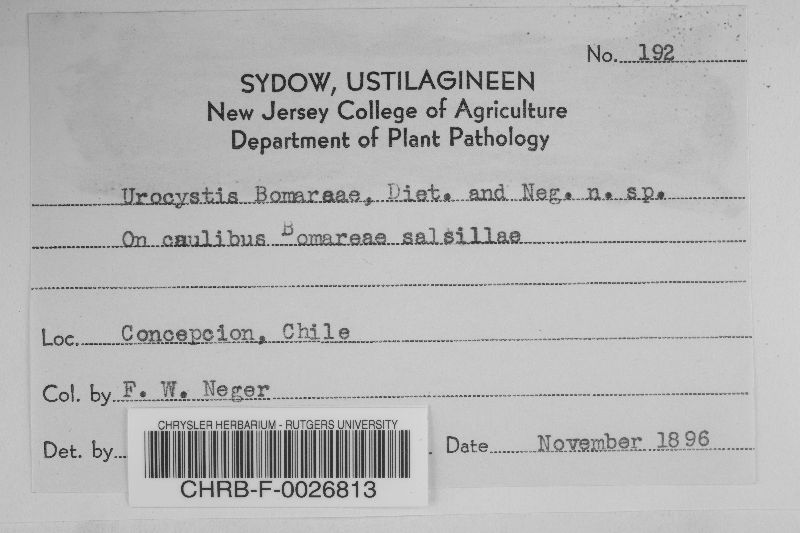 No. 192
SYDOW, USTILAGINEEN
New Jersey College of Agriculture
Department of Plant Pathology
Urocystis Bomareae, Diet. and Neg. n. sp.
On caulibus Bomareae salsillae
Loc. Concepcion, Chile
Col. by F. W. Neger
Det. by
Date November 1896
CHRYSLER HERBARIUM - RUTGERS UNIVERSITY
CHRB-F-0026813